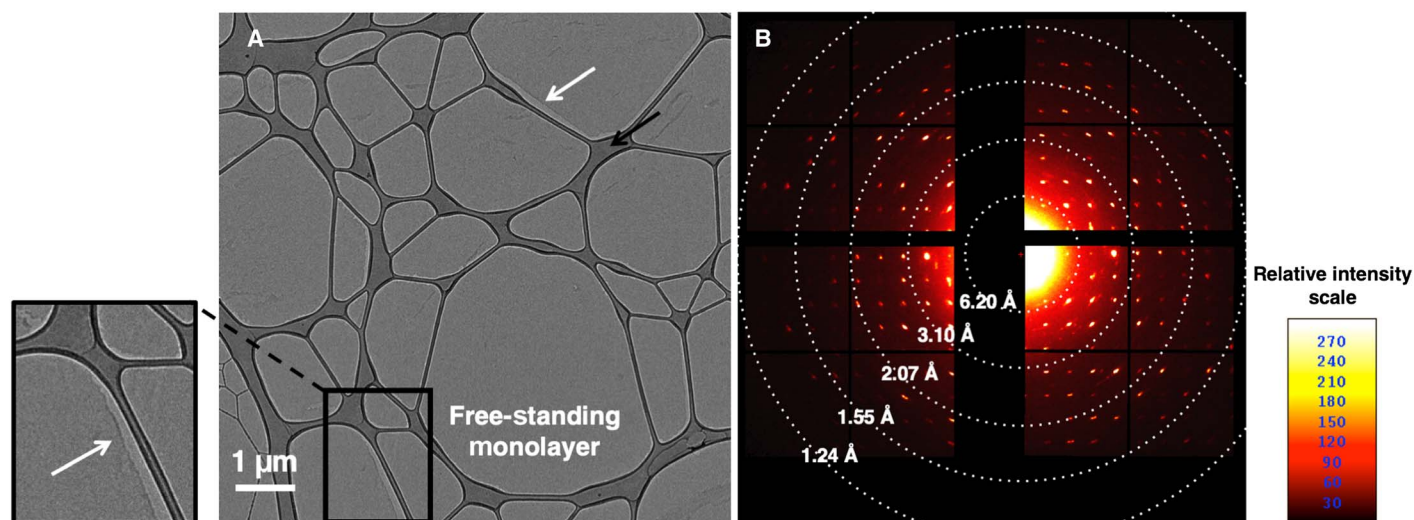 A
B
Free-standing
monolayer
1 μm
6.20 Å
3.10 Å
2.07 Å
1.55 Å
1.24 Å
Relative intensity
scale
270
240
210
180
150
120
90
60
30